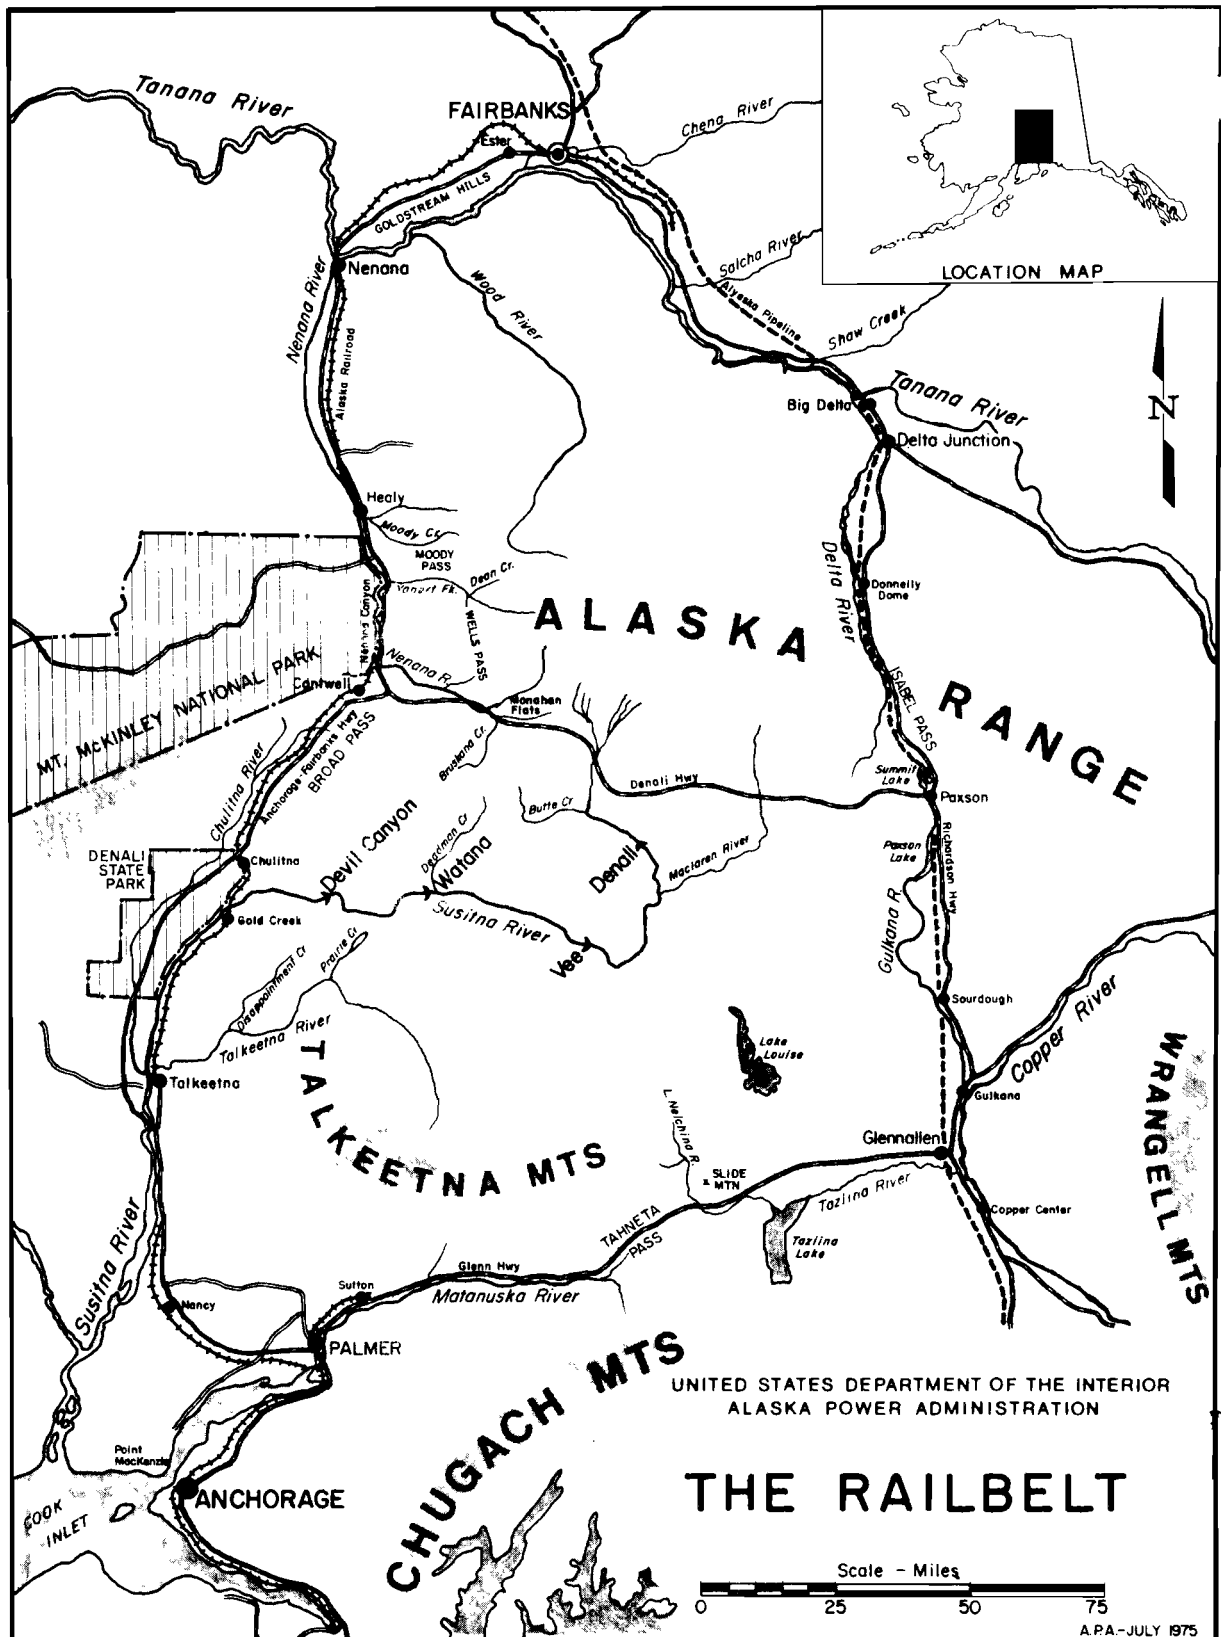 Tanana River
FAIRBANKS
Ester
Chena River
GOLDSTREAM HILLS
LOCATION MAP
Nenana
Nenana River
Wood River
Salcha River
Alyeska Pipeline
Shaw Creek
Alaska Railroad
Big Delta
Tanana River
N
Delta Junction
Healy
Moody Cr.
MOODY
PASS
Dean Cr.
Yanert Fk.
Delta River
Donnelly
Dome
Nenana Canyon
WELLS PASS
ALASKA
RANGE
MT. McKINLEY NATIONAL PARK
Cantwell
Nenana R.
Monahan
Flats
ISABEL PASS
Anchorage-Fairbanks Hwy
BROAD PASS
Chulitna River
Bruskana Cr.
Denali Hwy
Summit
Lake
Paxson
Butte Cr
Devil Canyon
Deadman Cr
Watana
Denali
Maclaren River
Paxson
Lake
Richardson Hwy
DENALI
STATE
PARK
Chulitna
Gold Creek
Susitna River
Vee
Gulkana R.
Disappointment Cr
Prairie Cr
Sourdough
Talkeetna River
Talkeetna
Lake
Louise
Copper River
Gulkana
WRANGELL MTS
TALKEETNA MTS
L. Nelchina R.
SLIDE
MTN
Glennallen
Tazlina River
Copper Center
Tazlina
Lake
TAHNETA
PASS
Susitna River
Glenn Hwy
Sutton
Matanuska River
Nancy
PALMER
CHUGACH MTS
UNITED STATES DEPARTMENT OF THE INTERIOR
ALASKA POWER ADMINISTRATION
Point
MacKenzie
ANCHORAGE
COOK
INLET
THE RAILBELT
Scale - Miles
0 25 50 75
A.P.A.-JULY 1975